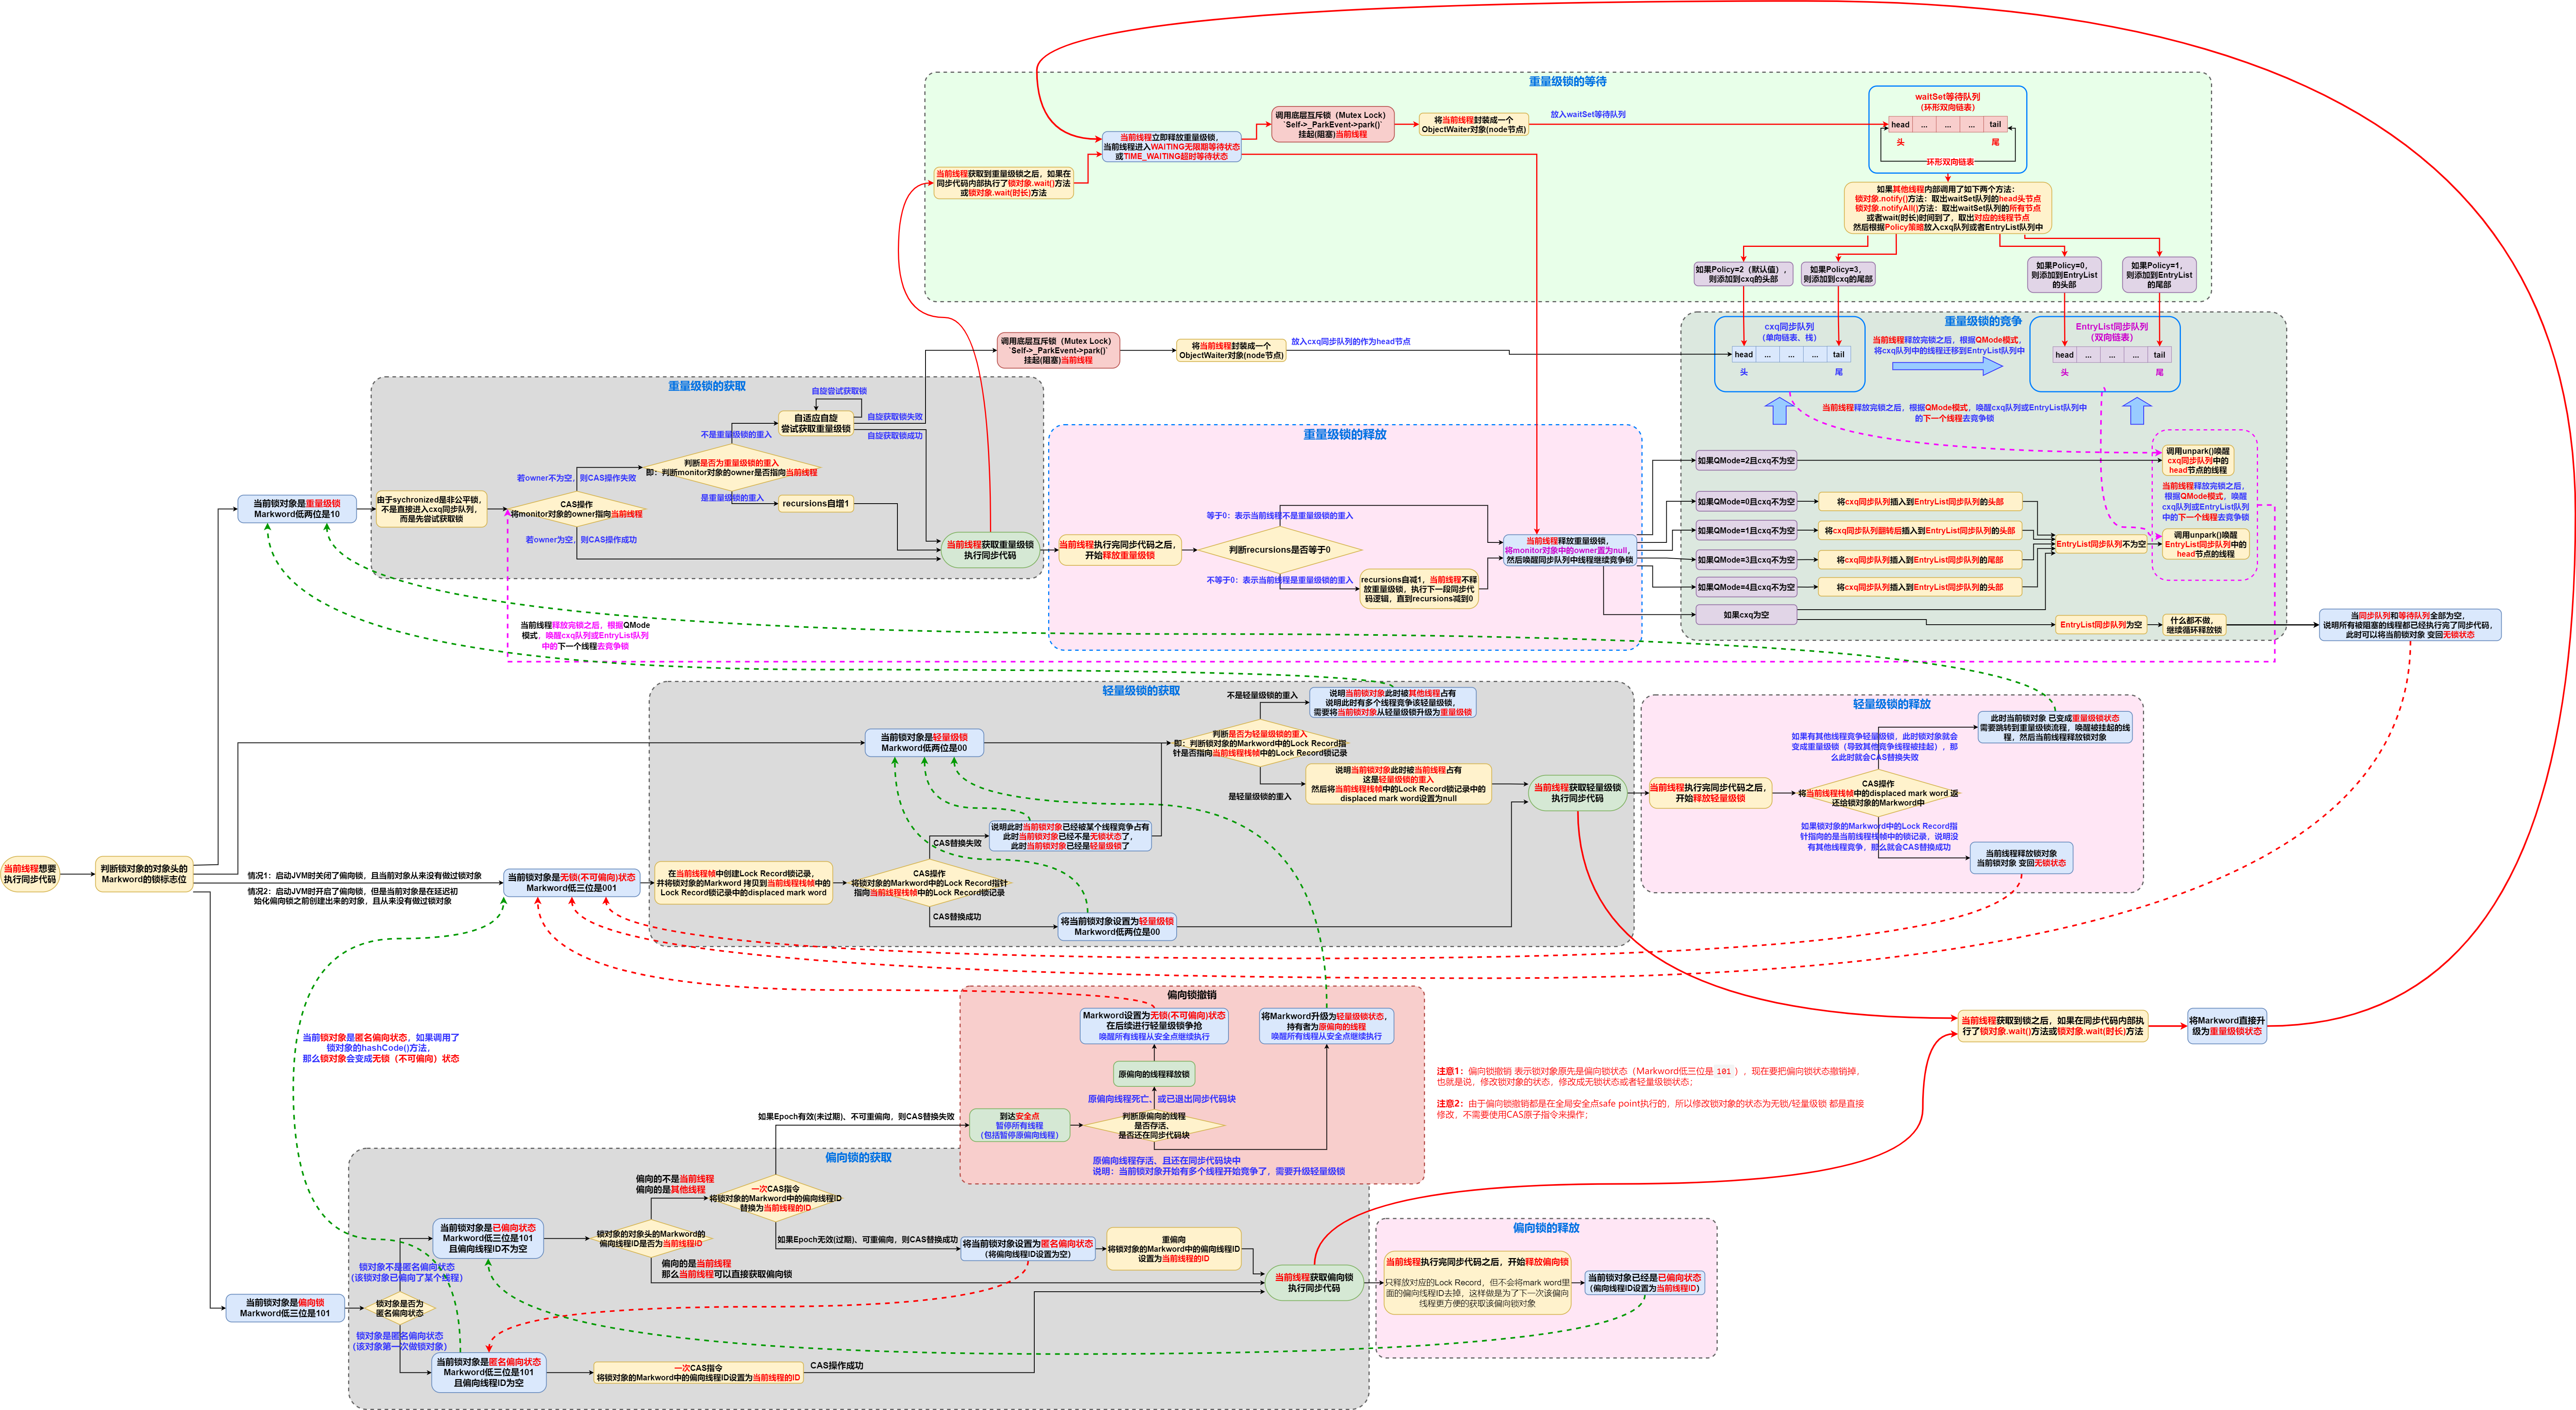 重量级锁的等待
waitSet等待队列
（环形双向链表）
head ... ... ... tail
头 尾
环形双向链表
调用底层互斥锁（Mutex Lock）
`Self->_ParkEvent->park()`
挂起(阻塞)当前线程
将当前线程封装成一个
ObjectWaiter对象(node节点)
放入waitSet等待队列
当前线程立即释放重量级锁,
当前线程进入WAITING无限期等待状态
或TIME_WAITING超时等待状态
当前线程获取到重量级锁之后，如果在
同步代码内部执行了锁对象.wait()方法
或锁对象.wait(时长)方法
如果其他线程内部调用了如下两个方法：
锁对象.notify()方法：取出waitSet队列的head头节点
锁对象.notifyAll()方法：取出waitSet队列的所有节点
或者wait(时长)时间到了，取出对应的线程节点
然后根据Policy策略放入cxq队列或者EntryList队列中
如果Policy=2（默认值），
则添加到cxq的头部
如果Policy=3，
则添加到cxq的尾部
如果Policy=0，
则添加到EntryList
的头部
如果Policy=1，
则添加到EntryList
的尾部
重量级锁的竞争
cxq同步队列
（单向链表、栈）
head ... ... ... tail
头 尾
当前线程释放完锁之后，根据QMode模式，
将cxq队列中的线程迁移到EntryList队列中
EntryList同步队列
（双向链表）
head ... ... ... tail
头 尾
当前线程释放完锁之后，根据QMode模式，唤醒cxq队列或EntryList队列中
的下一个线程去竞争锁
调用底层互斥锁（Mutex Lock）
`Self->_ParkEvent->park()`
挂起(阻塞)当前线程
将当前线程封装成一个
ObjectWaiter对象(node节点)
放入cxq同步队列的作为head节点
重量级锁的获取
自旋尝试获取锁
自适应自旋
尝试获取重量级锁
自旋获取锁失败
自旋获取锁成功
不是重量级锁的重入
判断是否为重量级锁的重入
即：判断monitor对象的owner是否指向当前线程
是重量级锁的重入
recursions自增1
若owner不为空，则CAS操作失败
CAS操作
将monitor对象的owner指向当前线程
若owner为空，则CAS操作成功
由于sychronized是非公平锁，
不是直接进入cxq同步队列，
而是先尝试获取锁
当前锁对象是重量级锁
Markword低两位是10
当前线程获取重量级锁
执行同步代码
重量级锁的释放
当前线程执行完同步代码之后，
开始释放重量级锁
等于0：表示当前线程不是重量级锁的重入
判断recursions是否等于0
不等于0：表示当前线程是重量级锁的重入
recursions自减1，当前线程不释
放重量级锁，执行下一段同步代
码逻辑，直到recursions减到0
当前线程释放重量级锁，
将monitor对象中的owner置为null，
然后唤醒同步队列中线程继续竞争锁
如果QMode=2且cxq不为空
如果QMode=0且cxq不为空
将cxq同步队列插入到EntryList同步队列的头部
如果QMode=1且cxq不为空
将cxq同步队列翻转后插入到EntryList同步队列的头部
如果QMode=3且cxq不为空
将cxq同步队列插入到EntryList同步队列的尾部
如果QMode=4且cxq不为空
将cxq同步队列插入到EntryList同步队列的头部
如果cxq为空
EntryList同步队列不为空
EntryList同步队列为空
什么都不做，
继续循环释放锁
调用unpark()唤醒
cxq同步队列中的
head节点的线程
当前线程释放完锁之后，
根据QMode模式，唤醒
cxq队列或EntryList队列
中的下一个线程去竞争锁
调用unpark()唤醒
EntryList同步队列中的
head节点的线程
当同步队列和等待队列全部为空，
说明所有被阻塞的线程都已经执行完了同步代码，
此时可以将当前锁对象 变回无锁状态
当前线程释放完锁之后，根据QMode
模式，唤醒cxq队列或EntryList队列
中的下一个线程去竞争锁
轻量级锁的获取
当前锁对象是轻量级锁
Markword低两位是00
不是轻量级锁的重入
说明当前锁对象此时被其他线程占有
说明此时有多个线程竞争该轻量级锁，
需要将当前锁对象从轻量级锁升级为重量级锁
判断是否为轻量级锁的重入
即：判断锁对象的Markword中的Lock Record指
针是否指向当前线程栈帧中的Lock Record锁记录
是轻量级锁的重入
说明当前锁对象此时被当前线程占有
这是轻量级锁的重入
然后将当前线程栈帧中的Lock Record锁记录中的
displaced mark word设置为null
当前线程获取轻量级锁
执行同步代码
说明此时当前锁对象已经被某个线程竞争占有
此时当前锁对象已经不是无锁状态了，
此时当前锁对象已经是轻量级锁了
CAS替换失败
在当前线程栈帧中创建Lock Record锁记录，
并将锁对象的Markword 拷贝到当前线程栈帧中的
Lock Record锁记录中的displaced mark word
CAS操作
将锁对象的Markword中的Lock Record指针
指向当前线程栈帧中的Lock Record锁记录
CAS替换成功
将当前锁对象设置为轻量级锁
Markword低两位是00
轻量级锁的释放
当前线程执行完同步代码之后，
开始释放轻量级锁
如果有其他线程竞争轻量级锁，此时锁对象就会
变成重量级锁（导致其他竞争线程被挂起），那
么此时就会CAS替换失败
此时当前锁对象 已变成重量级锁状态
需要跳转到重量级锁流程，唤醒被挂起的线
程，然后当前线程释放锁对象
CAS操作
将当前线程栈帧中的displaced mark word 返
还给锁对象的Markword中
如果锁对象的Markword中的Lock Record指
针指向的是当前线程栈帧中的锁记录，说明没
有其他线程竞争，那么就会CAS替换成功
当前线程释放锁对象
当前锁对象 变回无锁状态
当前线程想要
执行同步代码
判断锁对象的对象头的
Markword的锁标志位
情况1：启动JVM时关闭了偏向锁，且当前对象从来没有做过锁对象
情况2：启动JVM时开启了偏向锁，但是当前对象是在延迟初
始化偏向锁之前创建出来的对象，且从来没有做过锁对象
当前锁对象是无锁(不可偏向)状态
Markword低三位是001
偏向锁撤销
Markword设置为无锁(不可偏向)状态
在后续进行轻量级锁争抢
唤醒所有线程从安全点继续执行
将Markword升级为轻量级锁状态，
持有者为原偏向的线程
唤醒所有线程从安全点继续执行
原偏向的线程释放锁
原偏向线程死亡、或已退出同步代码块
到达安全点
暂停所有线程
（包括暂停原偏向线程）
判断原偏向的线程
是否存活、
是否还在同步代码块
原偏向线程存活、且还在同步代码块中
说明：当前锁对象开始有多个线程开始竞争了，需要升级轻量级锁
当前线程获取到锁之后，如果在同步代码内部执
行了锁对象.wait()方法或锁对象.wait(时长)方法
将Markword直接升
级为重量级锁状态
注意1：偏向锁撤销 表示锁对象原先是偏向锁状态（Markword低三位是 101 ），现在要把偏向锁状态撤销掉，
也就是说，修改锁对象的状态，修改成无锁状态或者轻量级锁状态；
注意2：由于偏向锁撤销都是在全局安全点safe point执行的，所以修改锁对象的状态为无锁/轻量级锁 都是直接
修改，不需要使用CAS原子指令来操作；
当前锁对象是匿名偏向状态，如果调用了
锁对象的hashCode()方法，
那么锁对象会变成无锁（不可偏向）状态
如果Epoch有效(未过期)、不可重偏向，则CAS替换失败
偏向锁的获取
偏向的不是当前线程
偏向的是其他线程
一次CAS指令
将锁对象的Markword中的偏向线程ID
替换为当前线程的ID
当前锁对象是已偏向状态
Markword低三位是101
且偏向线程ID不为空
锁对象的对象头的Markword的
偏向线程ID是否为当前线程ID
如果Epoch无效(过期)、可重偏向，则CAS替换成功
将当前锁对象设置为匿名偏向状态
（将偏向线程ID设置为空）
重偏向
将锁对象的Markword中的偏向线程ID
设置为当前线程的ID
偏向的是当前线程
那么当前线程可以直接获取偏向锁
锁对象不是匿名偏向状态
（该锁对象已偏向了某个线程）
当前锁对象是偏向锁
Markword低三位是101
锁对象是否为
匿名偏向状态
锁对象是匿名偏向状态
（该对象第一次做锁对象）
当前锁对象是匿名偏向状态
Markword低三位是101
且偏向线程ID为空
一次CAS指令
将锁对象的Markword中的偏向线程ID设置为当前线程的ID
CAS操作成功
当前线程获取偏向锁
执行同步代码
偏向锁的释放
当前线程执行完同步代码之后，开始释放偏向锁
只释放对应的Lock Record，但不会将mark word里
面的偏向线程ID去掉，这样做是为了下一次该偏向
线程更方便的获取该偏向锁对象
当前锁对象已经是已偏向状态
（偏向线程ID设置为当前线程ID）